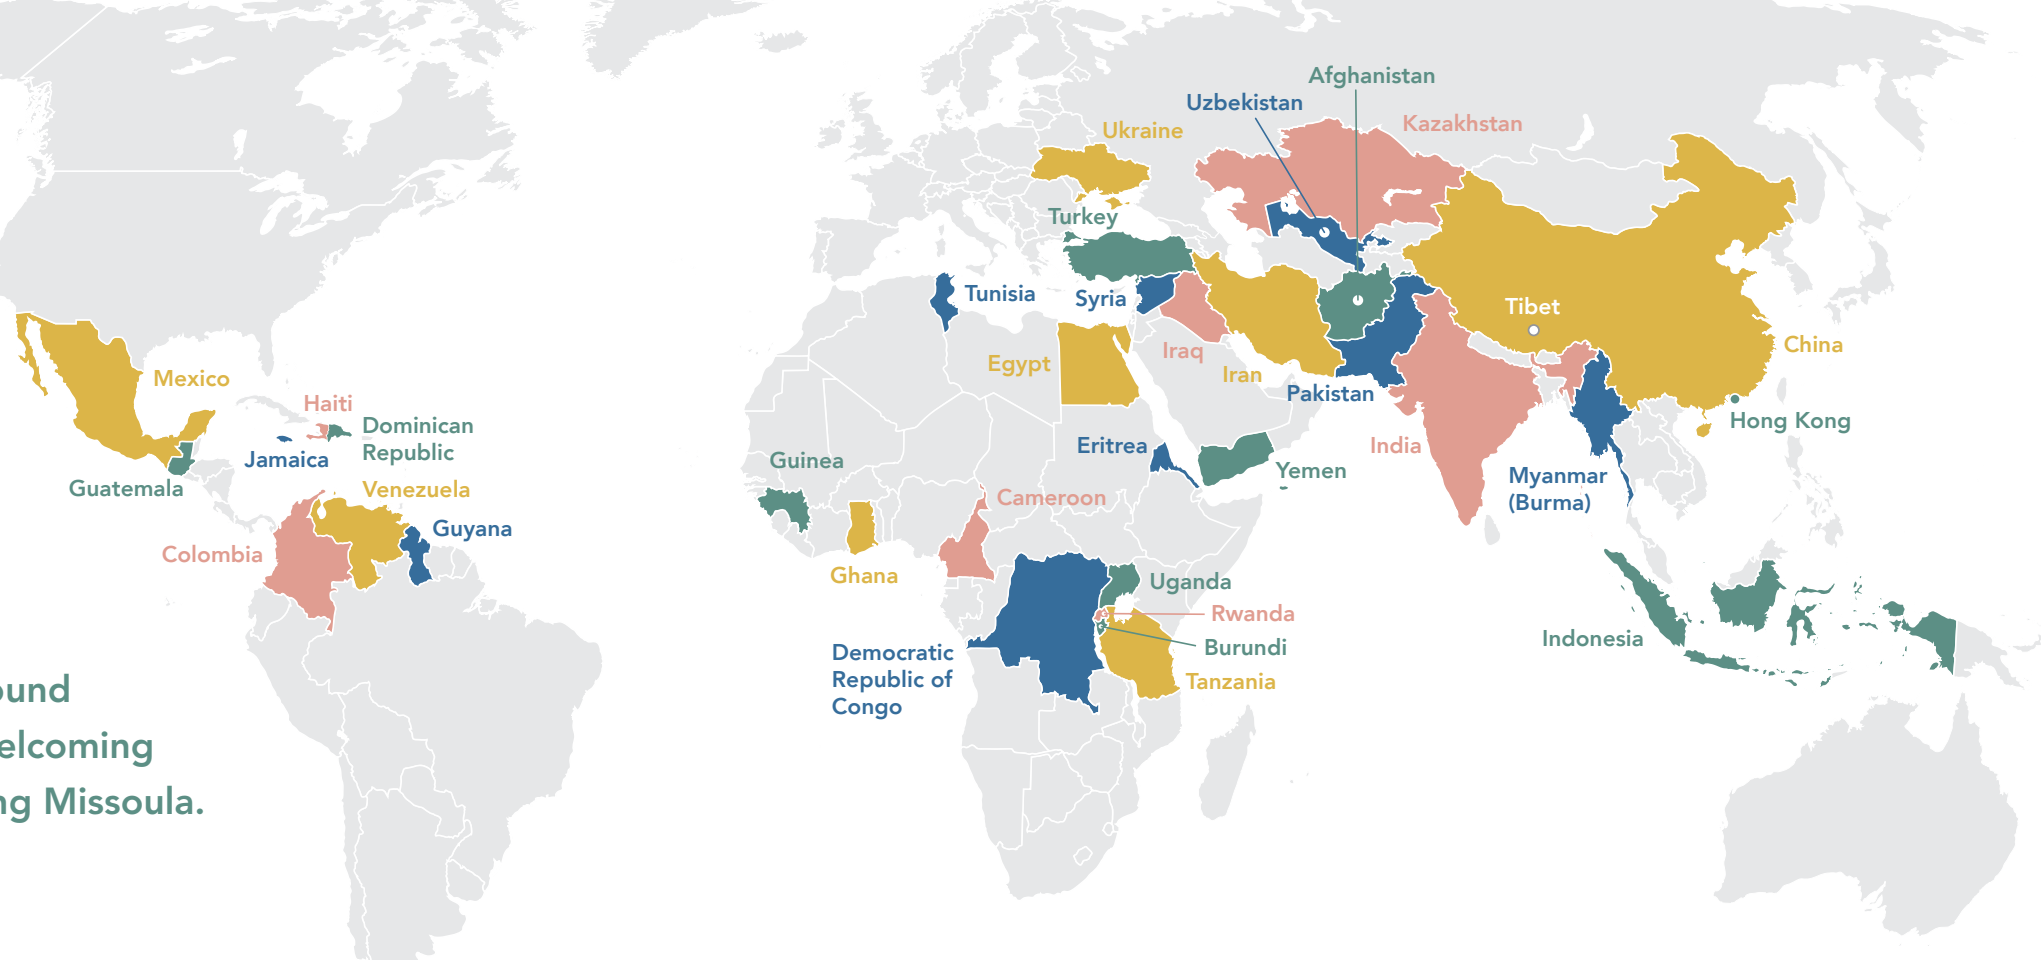 Afghanistan
Uzbekistan
Kazakhstan
Ukraine
Turkey
Tunisia
Syria
Tibet
China
Egypt
Iraq
Iran
Pakistan
Mexico
Haiti
Dominican
Republic
Jamaica
Hong Kong
Eritrea
India
Guinea
Yemen
Guatemala
Venezuela
Cameroon
Myanmar
(Burma)
Guyana
Colombia
Ghana
Uganda
Rwanda
Indonesia
Burundi
Democratic
Republic of
Congo
Tanzania
ound
elcoming
ng Missoula.